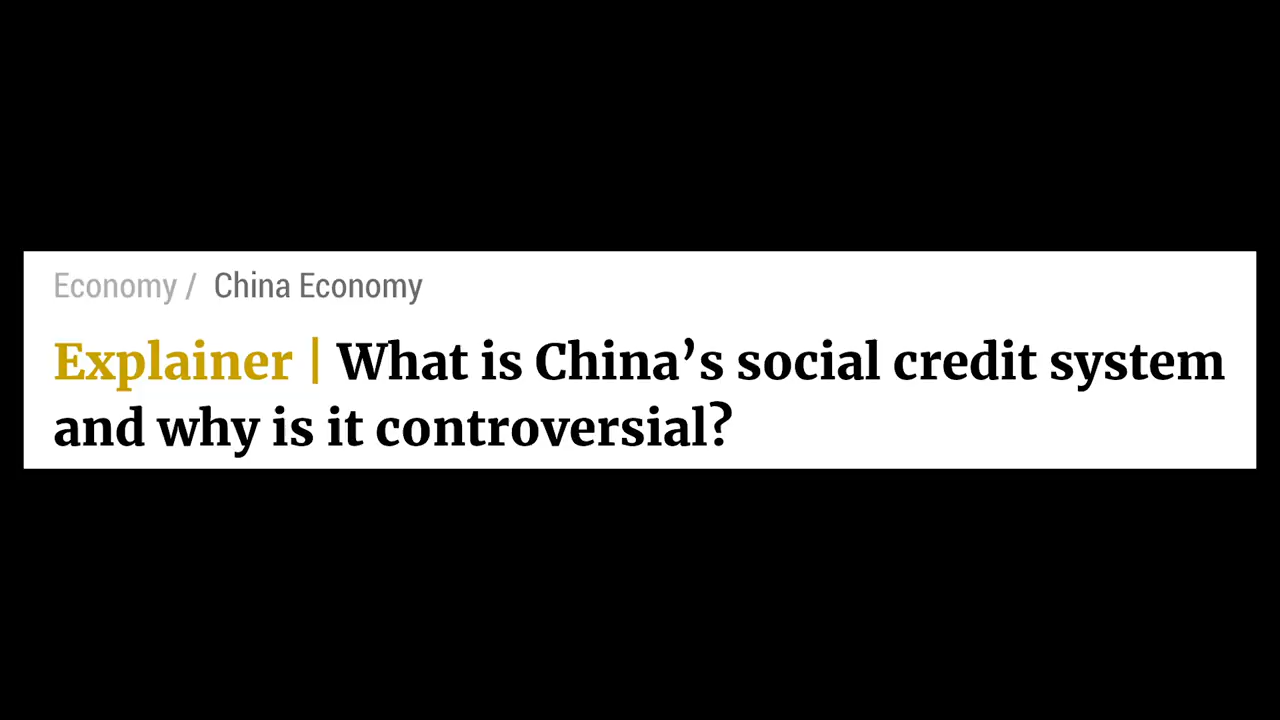 Economy / China Economy
Explainer | What is China’s social credit system
and why is it controversial?